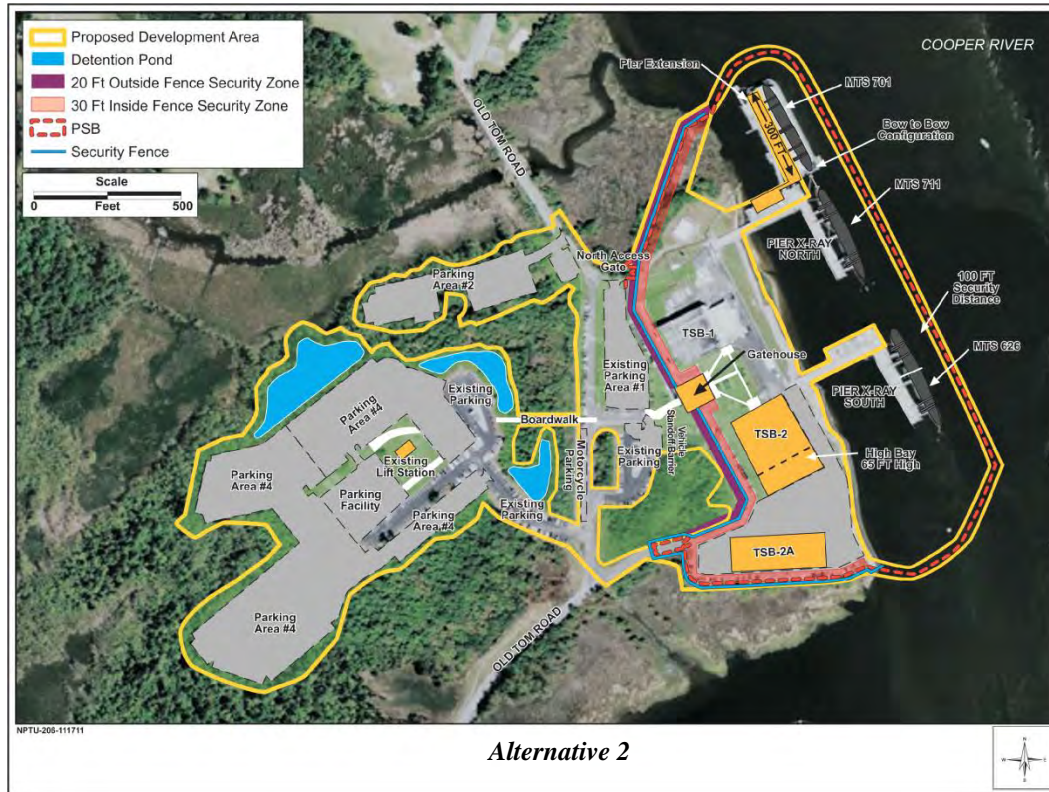 Proposed Development Area
Detention Pond
20 Ft Outside Fence Security Zone
30 Ft Inside Fence Security Zone
PSB
Security Fence
Scale
0 Feet 500
COOPER RIVER
Pier Extension
MTS 701
300 FT
Bow to Bow
Configuration
MTS 711
OLD TOM ROAD
North Access
Gate
PIER X-RAY
NORTH
100 FT
Security
Distance
Parking
Area #2
TSB-1
Gatehouse
MTS 626
Existing
Parking
Area #1
PIER X-RAY
SOUTH
Existing
Parking
Parking
Area #4
Boardwalk
Vehicle
Standoff Barrier
TSB-2
High Bay
65 FT High
Existing
Lift Station
Motorcycle
Parking
Existing
Parking
Parking
Area #4
Parking
Facility
Parking
Area #4
Existing
Parking
TSB-2A
Parking
Area #4
OLD TOM ROAD
NPTU-205-111711
Alternative 2
N
W E
S